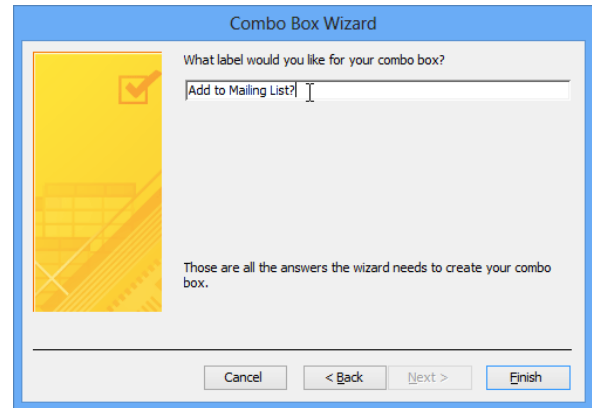 Combo Box Wizard
What label would you like for your combo box?
Add to Mailing List?
Those are all the answers the wizard needs to create your combo
box.
Cancel < Back Next > Finish